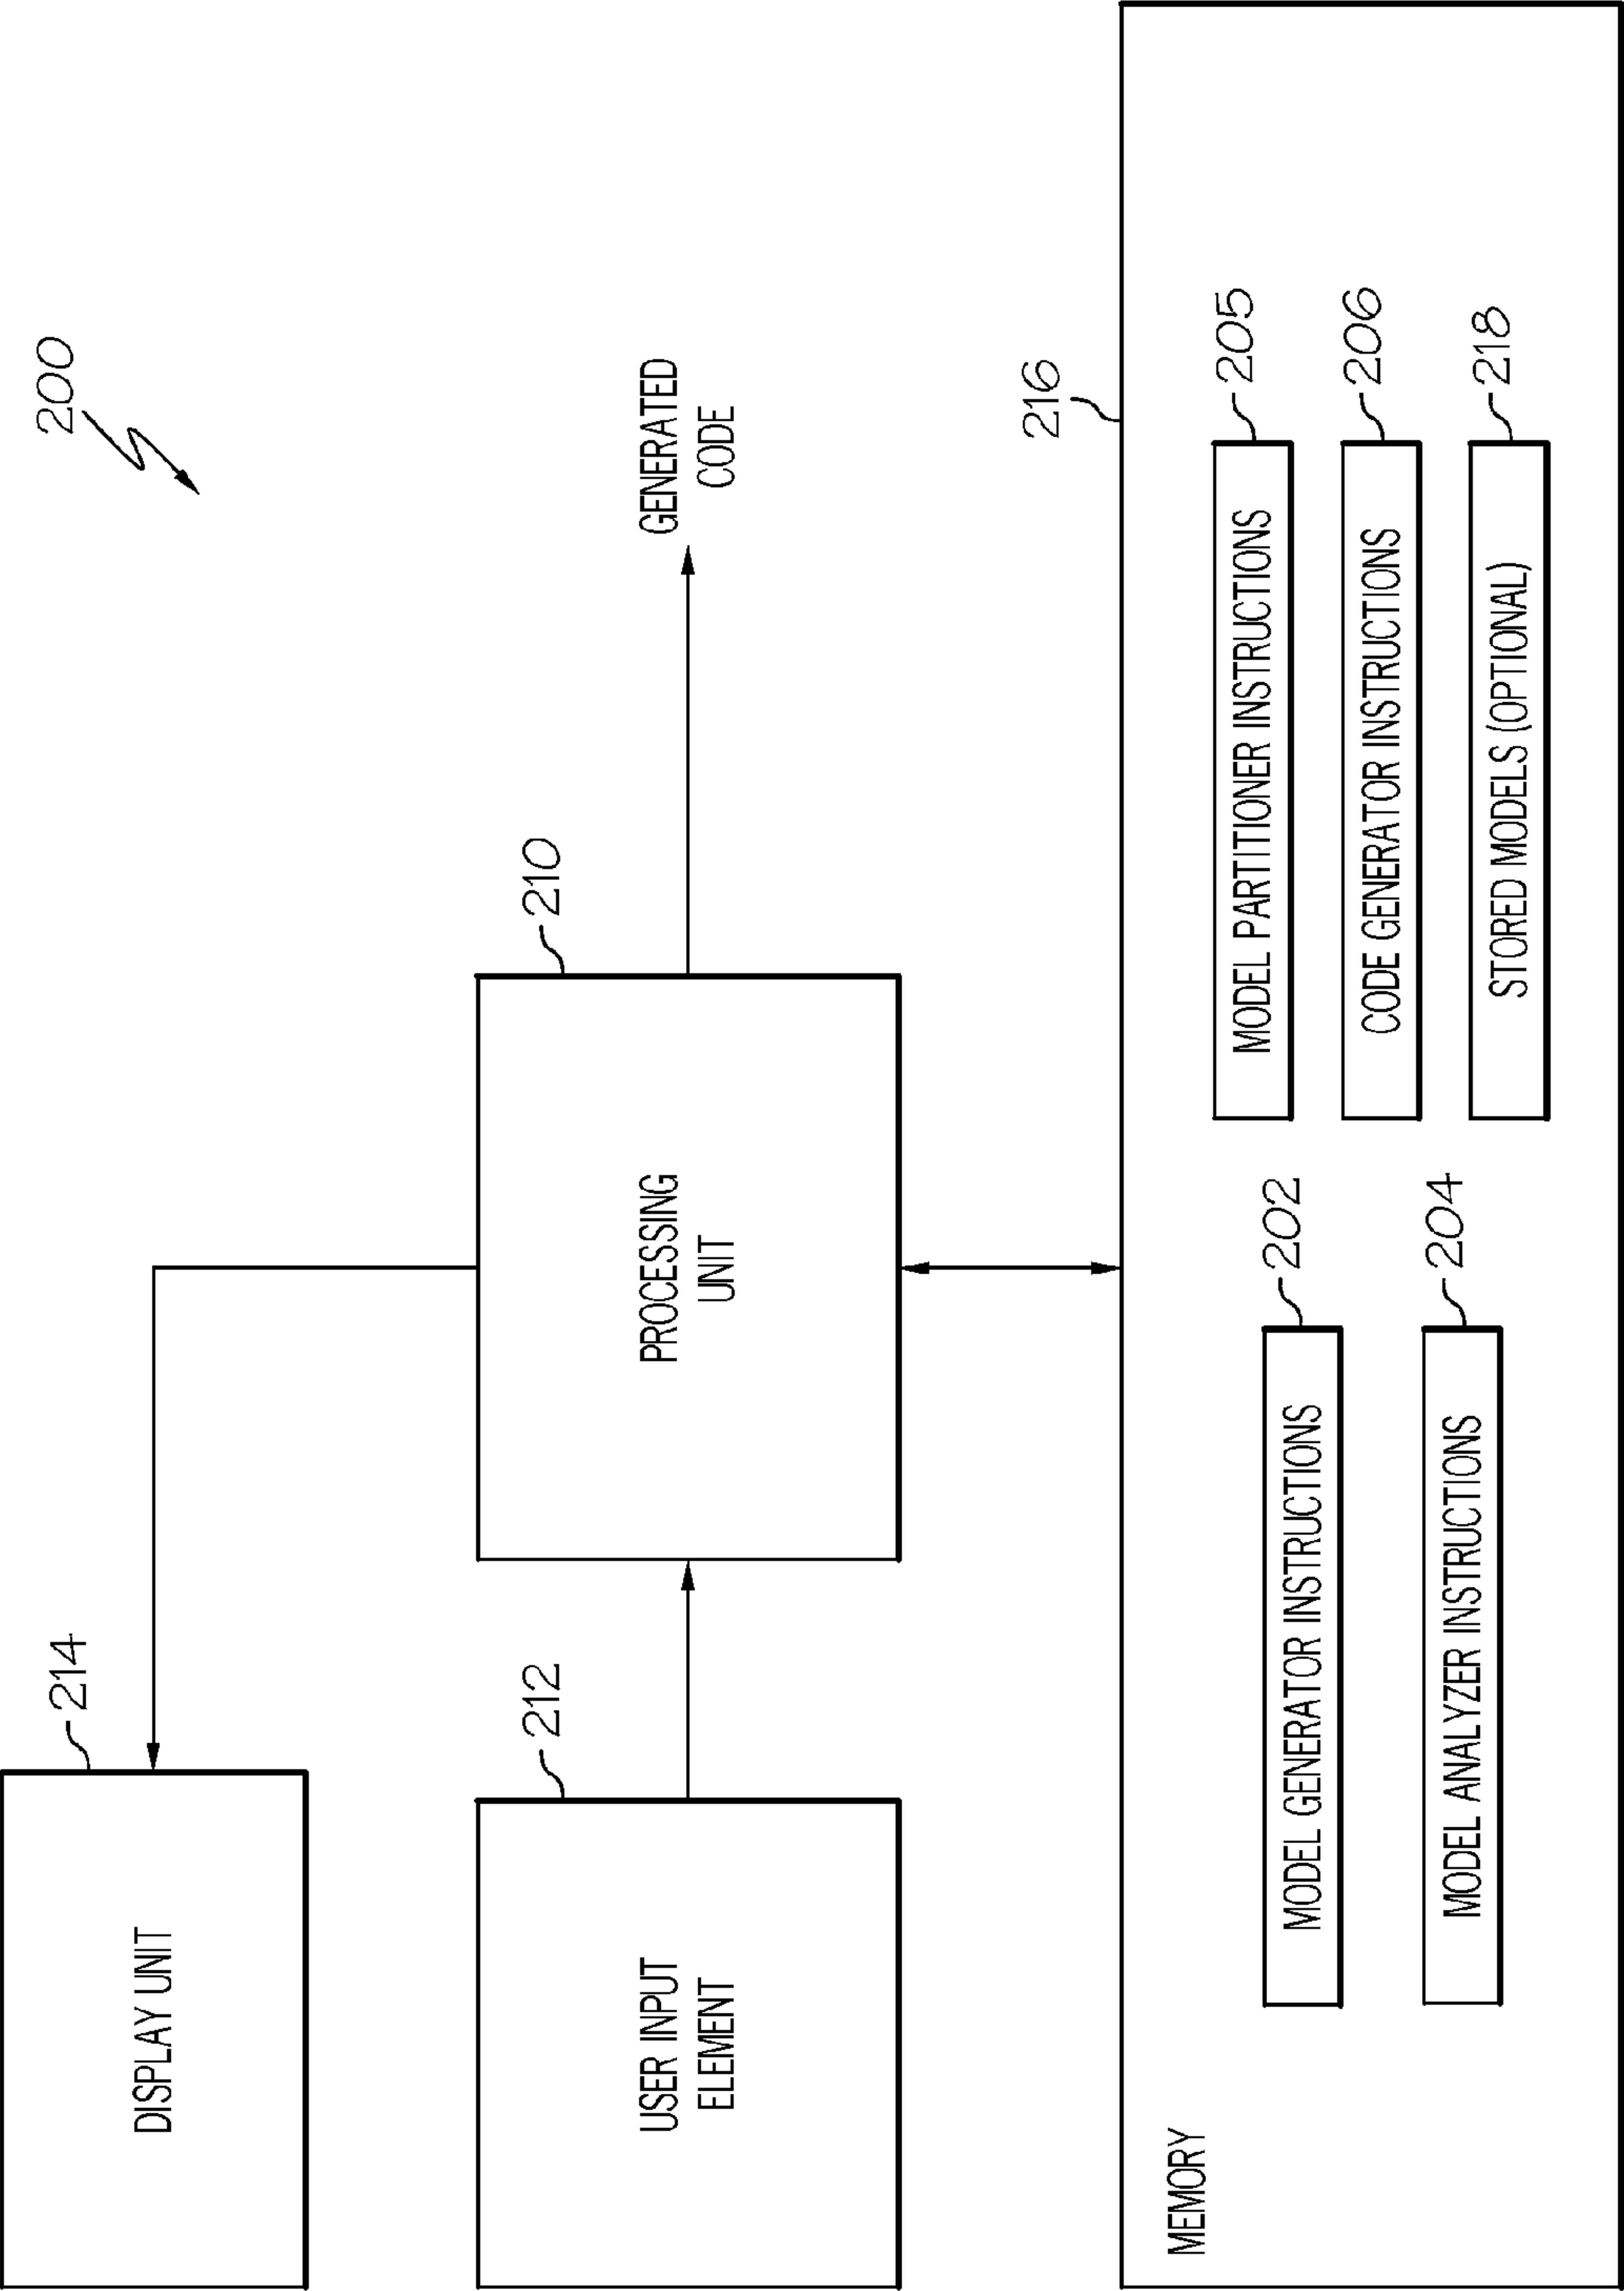 200
214
DISPLAY UNIT
212
USER INPUT
ELEMENT
210
PROCESSING
UNIT
GENERATED
CODE
216
MEMORY
202
MODEL GENERATOR INSTRUCTIONS
204
MODEL ANALYZER INSTRUCTIONS
205
MODEL PARTITIONER INSTRUCTIONS
206
CODE GENERATOR INSTRUCTIONS
218
STORED MODELS (OPTIONAL)